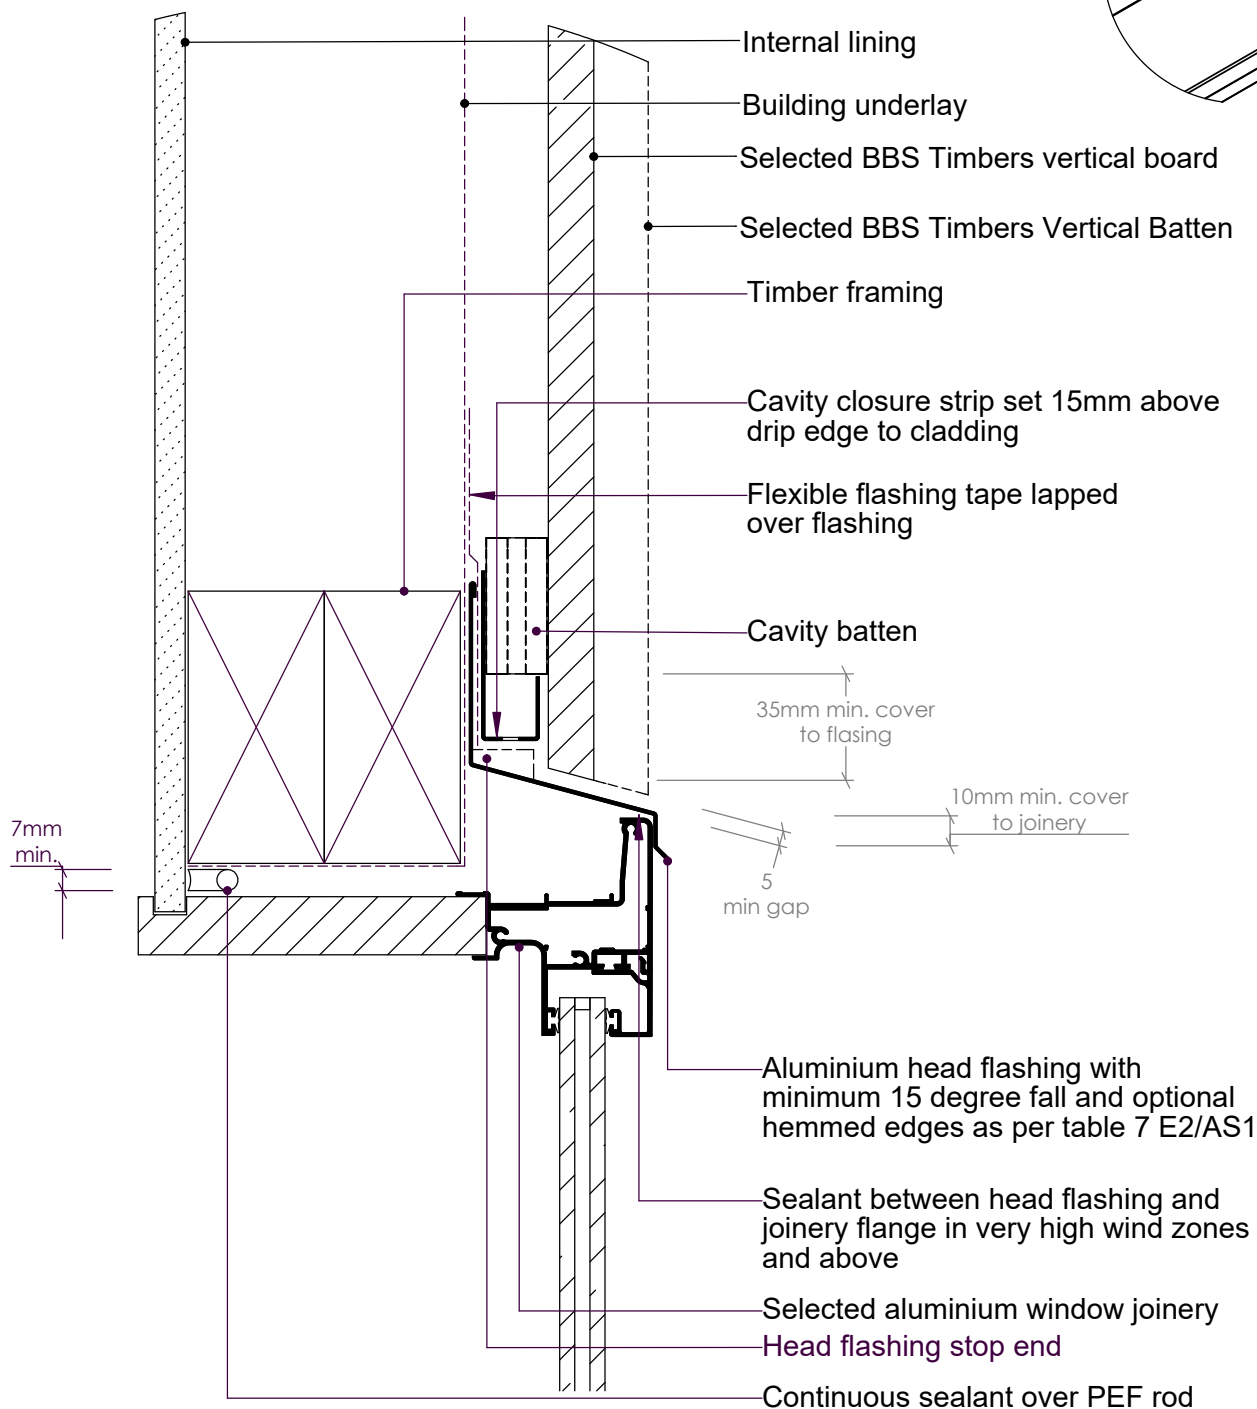 Internal lining
Building underlay
Selected BBS Timbers vertical board
Selected BBS Timbers Vertical Batten
Timber framing
Cavity closure strip set 15mm above
drip edge to cladding
Flexible flashing tape lapped
over flashing
Cavity batten
35mm min. cover
to flasing
10mm min. cover
to joinery
7mm
min.
5
min gap
Aluminium head flashing with
minimum 15 degree fall and optional
hemmed edges as per table 7 E2/AS1
Sealant between head flashing and
joinery flange in very high wind zones
and above
Selected aluminium window joinery
Head flashing stop end
Continuous sealant over PEF rod